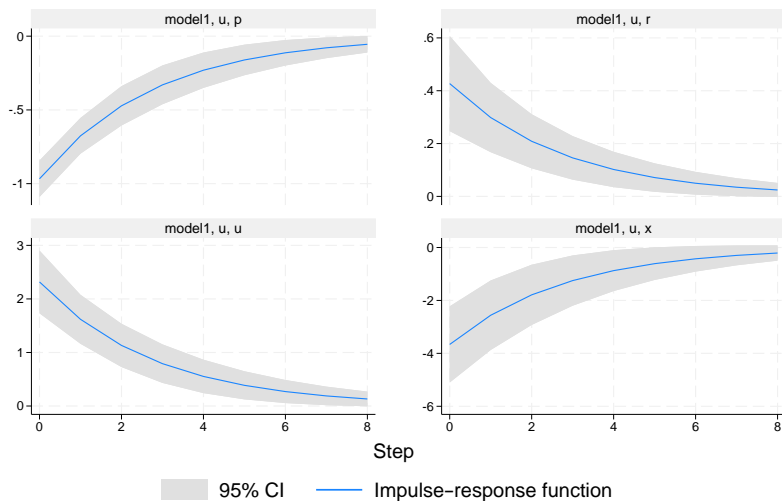 model1, u, p
0
-.5
-1
model1, u, r
.6
.4
.2
0
model1, u, u
3
2
1
0
0 2 4 6 8
model1, u, x
0
-2
-4
-6
0 2 4 6 8
Step
95% CI Impulse-response function